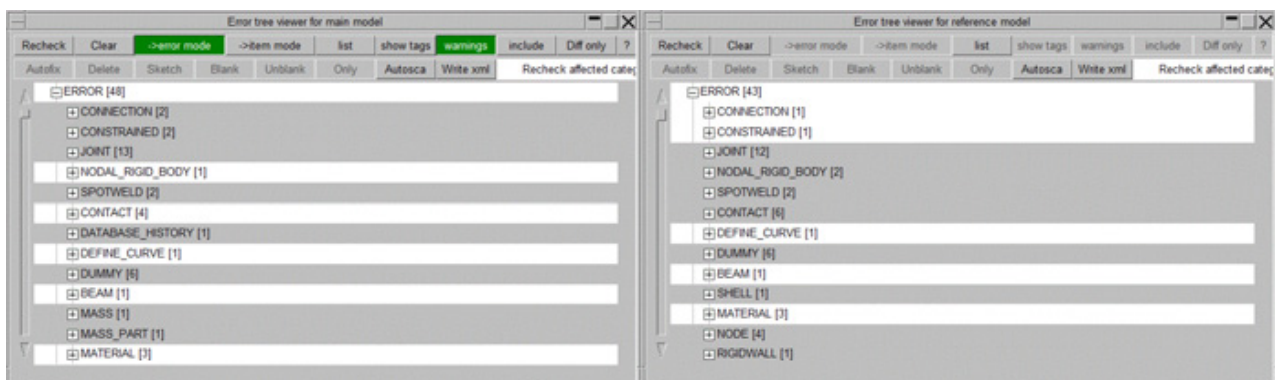 Error tree viewer for main model
Recheck Clear ->error mode ->item mode list show tags warnings include Diff only ?
Autofix Delete Sketch Blank Unblank Only Autosca Write xml Recheck affected categ
ERROR [48]
CONNECTION [2]
CONSTRAINED [2]
JOINT [13]
NODAL_RIGID_BODY [1]
SPOTWELD [2]
CONTACT [4]
DATABASE_HISTORY [1]
DEFINE_CURVE [1]
DUMMY [6]
BEAM [1]
MASS [1]
MASS_PART [1]
MATERIAL [3]
Error tree viewer for reference model
Recheck Clear ->error mode ->item mode list show tags warnings include Diff only ?
Autofix Delete Sketch Blank Unblank Only Autosca Write xml Recheck affected categ
ERROR [43]
CONNECTION [1]
CONSTRAINED [1]
JOINT [12]
NODAL_RIGID_BODY [2]
SPOTWELD [2]
CONTACT [6]
DEFINE_CURVE [1]
DUMMY [6]
BEAM [1]
SHELL [1]
MATERIAL [3]
NODE [4]
RIGIDWALL [1]